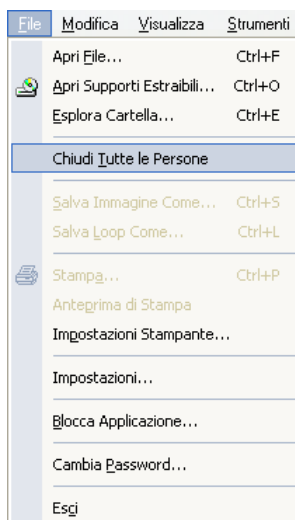 File Modifica Visualizza Strumenti
Apri File... Ctrl+F
Apri Supporti Estraibili... Ctrl+O
Esplora Cartella... Ctrl+E
Chiudi Tutte le Persone
Salva Immagine Come... Ctrl+S
Salva Loop Come... Ctrl+L
Stampa... Ctrl+P
Anteprima di Stampa
Impostazioni Stampante...
Impostazioni...
Blocca Applicazione...
Cambia Password...
Esci